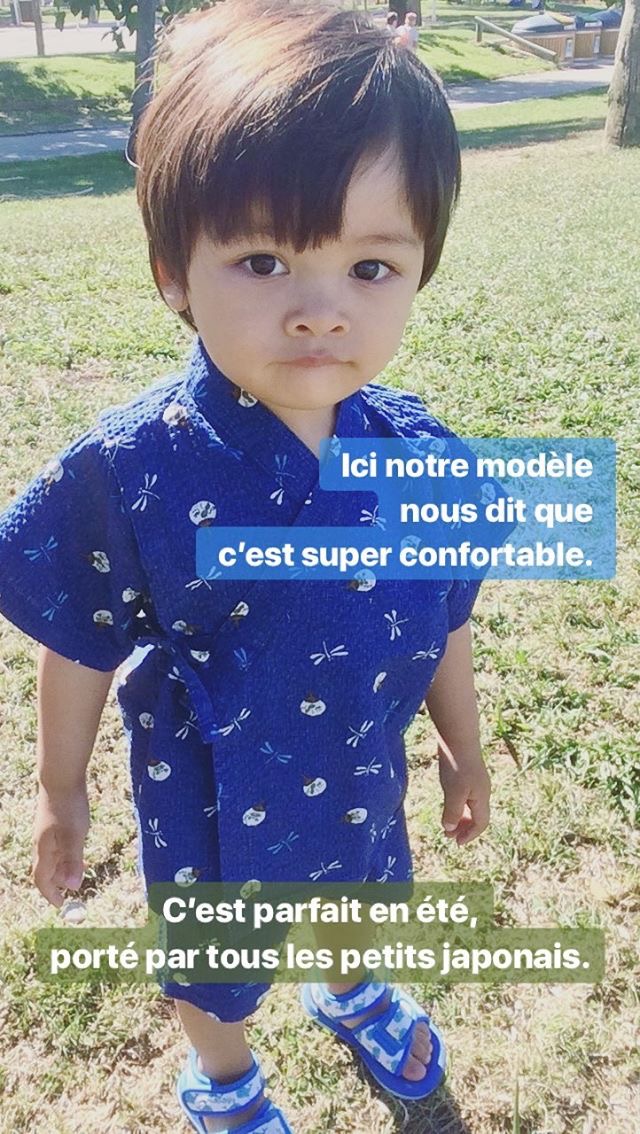 Ici notre modèle
nous dit que
c’est super confortable.
C’est parfait en été,
porté par tous les petits japonais.